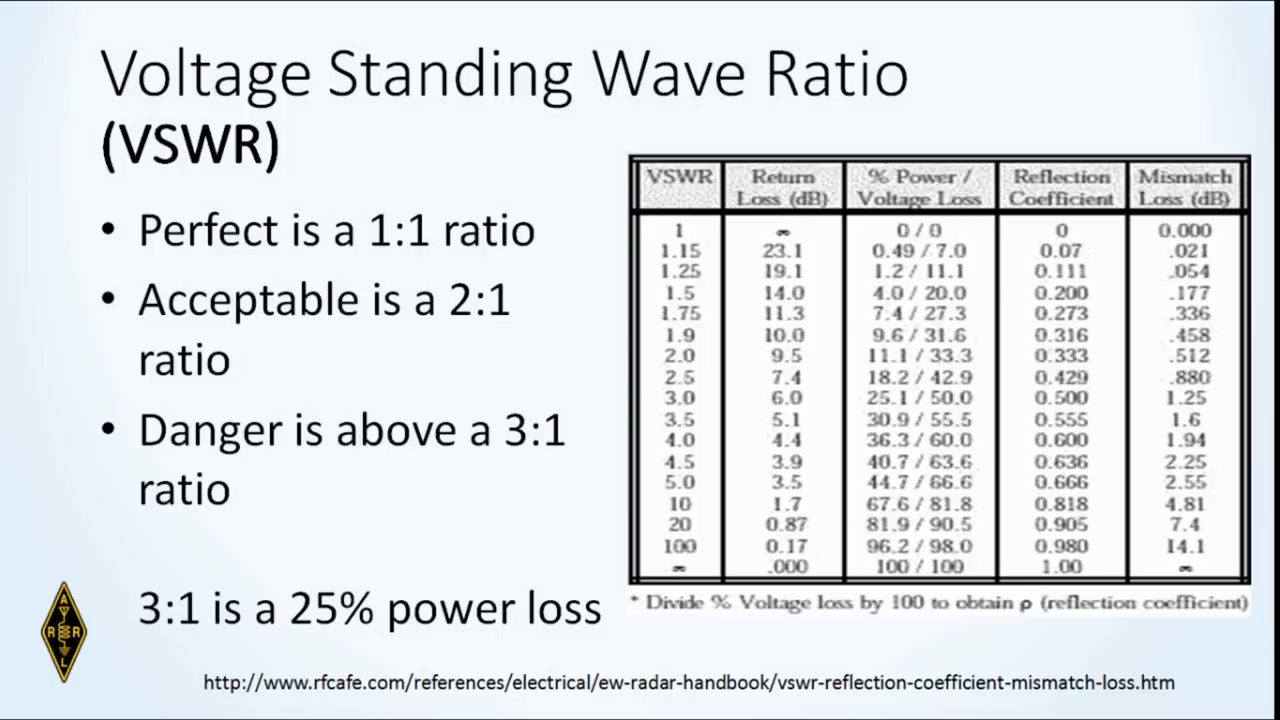 Voltage Standing Wave Ratio
(VSWR)
• Perfect is a 1:1 ratio
• Acceptable is a 2:1
ratio
• Danger is above a 3:1
ratio
3:1 is a 25% power loss
VSWR Return Loss (dB) % Power / Voltage Loss Reflection Coefficient Mismatch Loss (dB)
1 ∞ 0 / 0 0 0.000
1.15 23.1 0.49 / 7.0 0.07 .021
1.25 19.1 1.2 / 11.1 0.111 .054
1.5 14.0 4.0 / 20.0 0.200 .177
1.75 11.3 7.4 / 27.3 0.273 .336
1.9 10.0 9.6 / 31.6 0.316 .458
2.0 9.5 11.1 / 33.3 0.333 .512
2.5 7.4 18.2 / 42.9 0.429 .880
3.0 6.0 25.1 / 50.0 0.500 1.25
3.5 5.1 30.9 / 55.5 0.555 1.6
4.0 4.4 36.3 / 60.0 0.600 1.94
4.5 3.9 40.7 / 63.6 0.636 2.25
5.0 3.5 44.7 / 66.6 0.666 2.55
10 1.7 67.6 / 81.8 0.818 4.81
20 0.87 81.9 / 90.5 0.905 7.4
100 0.17 96.2 / 98.0 0.980 14.1
∞ .000 100 / 100 1.00 ∞
* Divide % Voltage loss by 100 to obtain ρ (reflection coefficient)
A
R R
L
http://www.rfcafe.com/references/electrical/ew-radar-handbook/vswr-reflection-coefficient-mismatch-loss.htm